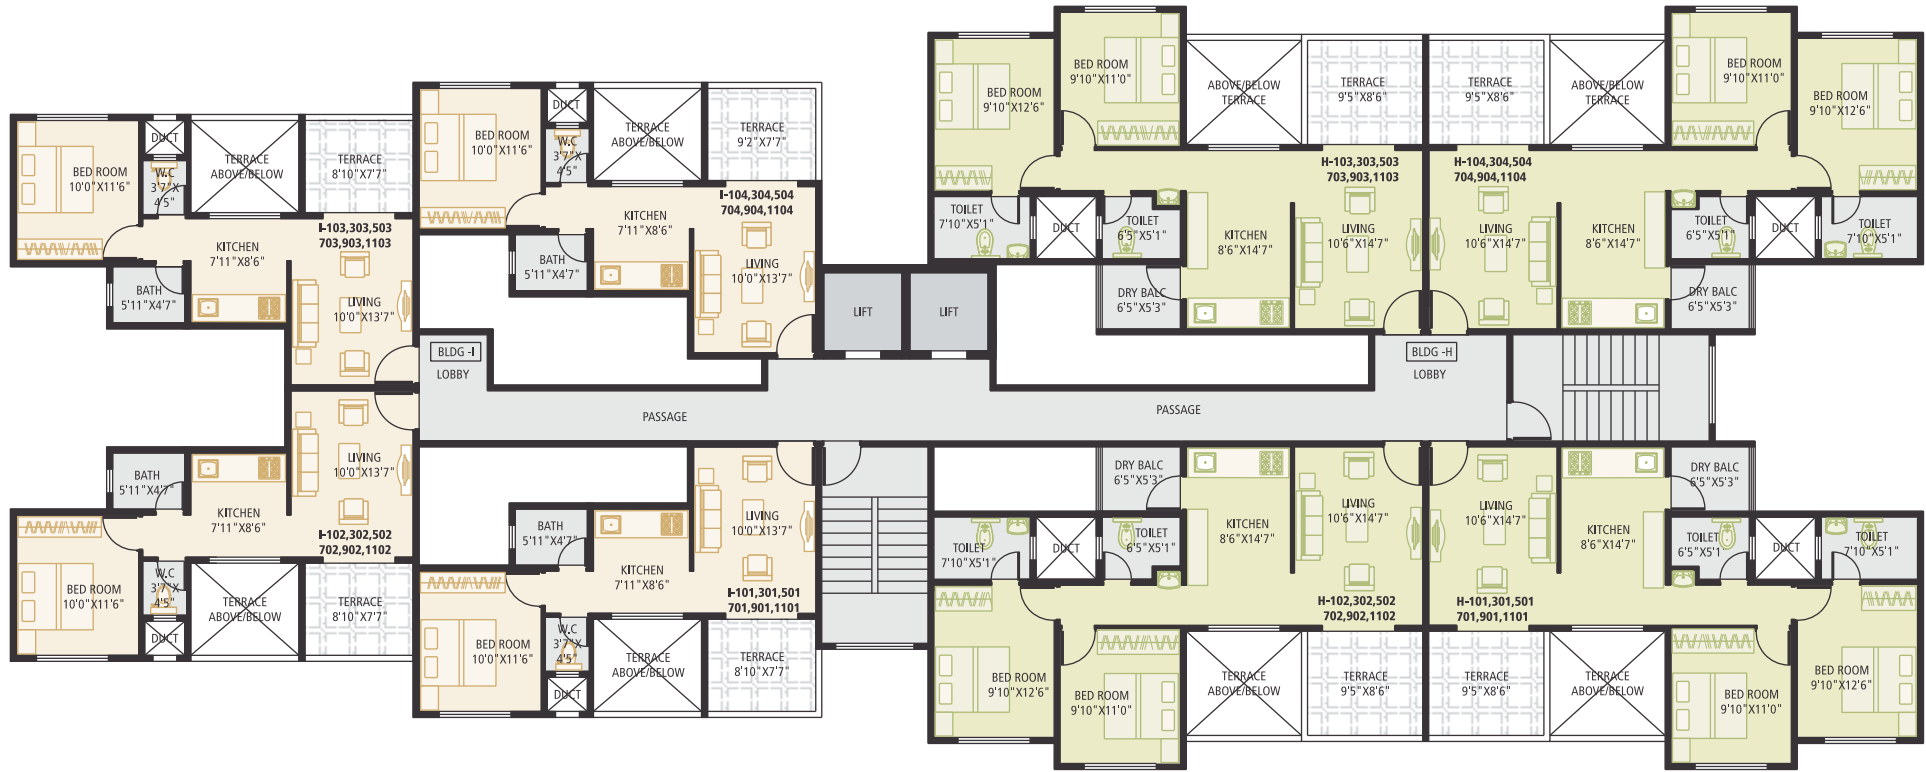 BED ROOM
10'0"X11'6"
DUCT
W.C
3'7"X
4'5"
TERRACE
ABOVE/BELOW
TERRACE
8'10"X7'7"
I-103,303,503
703,903,1103
KITCHEN
7'11"X8'6"
BATH
5'11"X4'7"
LIVING
10'0"X13'7"
BED ROOM
10'0"X11'6"
DUCT
W.C
3'7"X
4'5"
TERRACE
ABOVE/BELOW
TERRACE
9'2"X7'7"
I-104,304,504
704,904,1104
KITCHEN
7'11"X8'6"
BATH
5'11"X4'7"
LIVING
10'0"X13'7"
LIFT
LIFT
BED ROOM
9'10"X12'6"
BED ROOM
9'10"X11'0"
ABOVE/BELOW
TERRACE
TERRACE
9'5"X8'6"
H-103,303,503
703,903,1103
TOILET
7'10"X5'1"
DUCT
TOILET
6'5"X5'1"
KITCHEN
8'6"X14'7"
LIVING
10'6"X14'7"
DRY BALC
6'5"X5'3"
TERRACE
9'5"X8'6"
ABOVE/BELOW
TERRACE
BED ROOM
9'10"X11'0"
BED ROOM
9'10"X12'6"
H-104,304,504
704,904,1104
LIVING
10'6"X14'7"
KITCHEN
8'6"X14'7"
TOILET
6'5"X5'1"
DUCT
TOILET
7'10"X5'1"
DRY BALC
6'5"X5'3"
BLDG -I
LOBBY
PASSAGE
PASSAGE
BLDG -H
LOBBY
LIVING
10'0"X13'7"
BATH
5'11"X4'7"
KITCHEN
7'11"X8'6"
I-102,302,502
702,902,1102
BED ROOM
10'0"X11'6"
W.C
3'7"X
4'5"
DUCT
TERRACE
ABOVE/BELOW
TERRACE
8'10"X7'7"
LIVING
10'0"X13'7"
BATH
5'11"X4'7"
KITCHEN
7'11"X8'6"
I-101,301,501
701,901,1101
BED ROOM
10'0"X11'6"
W.C
3'7"X
4'5"
DUCT
TERRACE
ABOVE/BELOW
TERRACE
8'10"X7'7"
DRY BALC
6'5"X5'3"
LIVING
10'6"X14'7"
KITCHEN
8'6"X14'7"
TOILET
7'10"X5'1"
DUCT
TOILET
6'5"X5'1"
H-102,302,502
702,902,1102
BED ROOM
9'10"X12'6"
BED ROOM
9'10"X11'0"
TERRACE
ABOVE/BELOW
TERRACE
9'5"X8'6"
DRY BALC
6'5"X5'3"
LIVING
10'6"X14'7"
KITCHEN
8'6"X14'7"
TOILET
6'5"X5'1
DUCT
TOILET
7'10"X5'1"
H-101,301,501
701,901,1101
TERRACE
9'5"X8'6"
TERRACE
ABOVE/BELOW
BED ROOM
9'10"X11'0"
BED ROOM
9'10"X12'6"